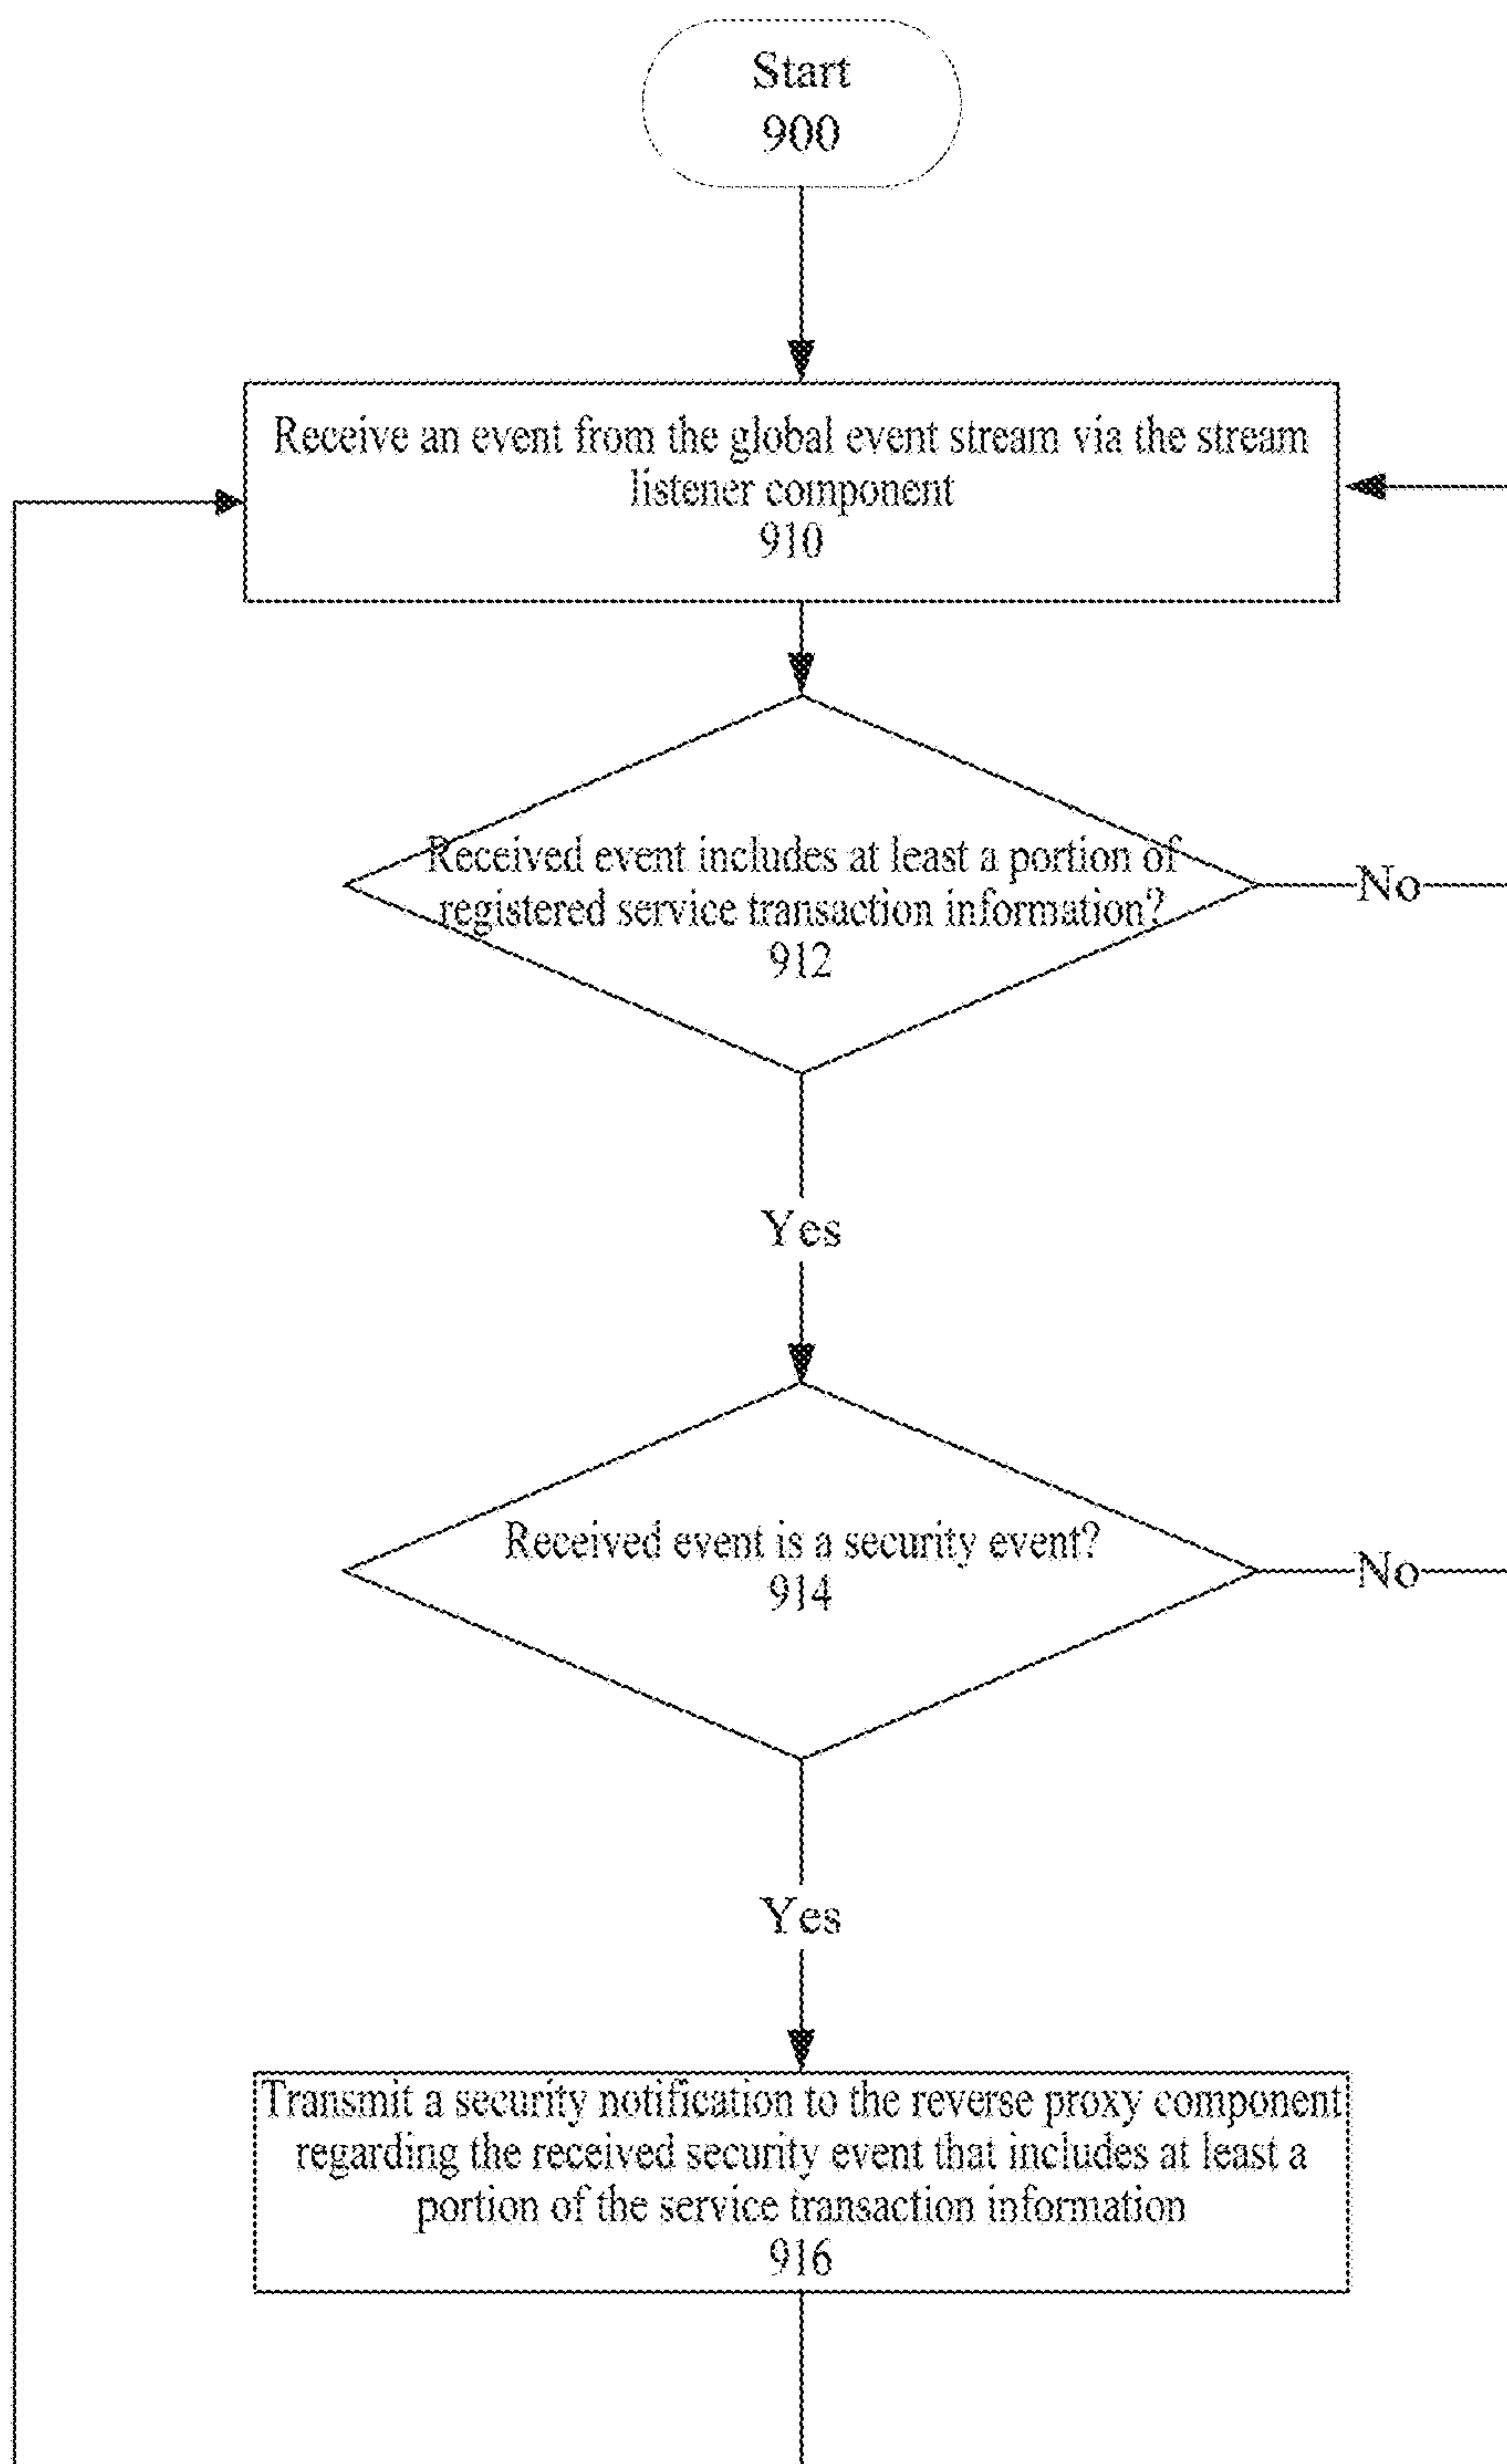 Start
900
Receive an event from the global event stream via the stream
listener component
910
Received event includes at least a portion of
registered service transaction information?
912
No
Yes
Received event is a security event?
914
No
Yes
Transmit a security notification to the reverse proxy component
regarding the received security event that includes at least a
portion of the service transaction information
916